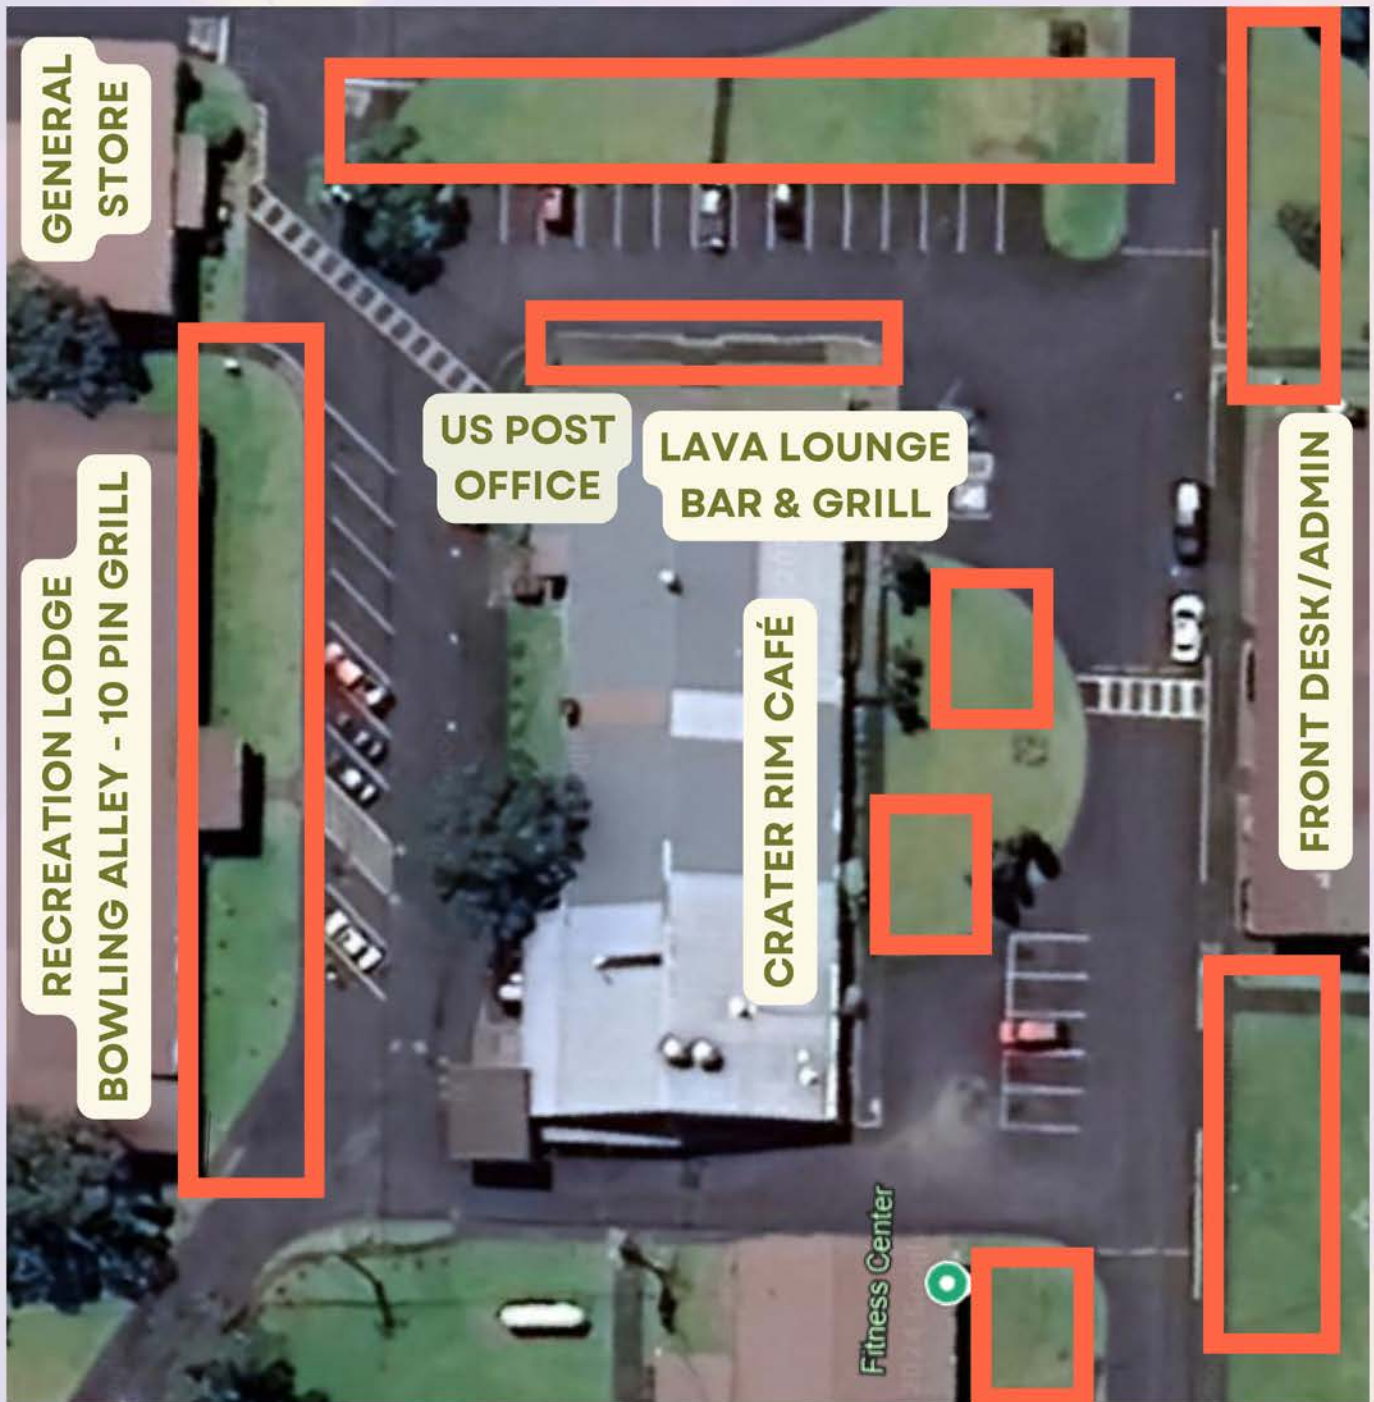 GENERAL
STORE
US POST
OFFICE
LAVA LOUNGE
BAR & GRILL
RECREATION LODGE
BOWLING ALLEY - 10 PIN GRILL
CRATER RIM CAFÉ
FRONT DESK/ADMIN
Fitness Center